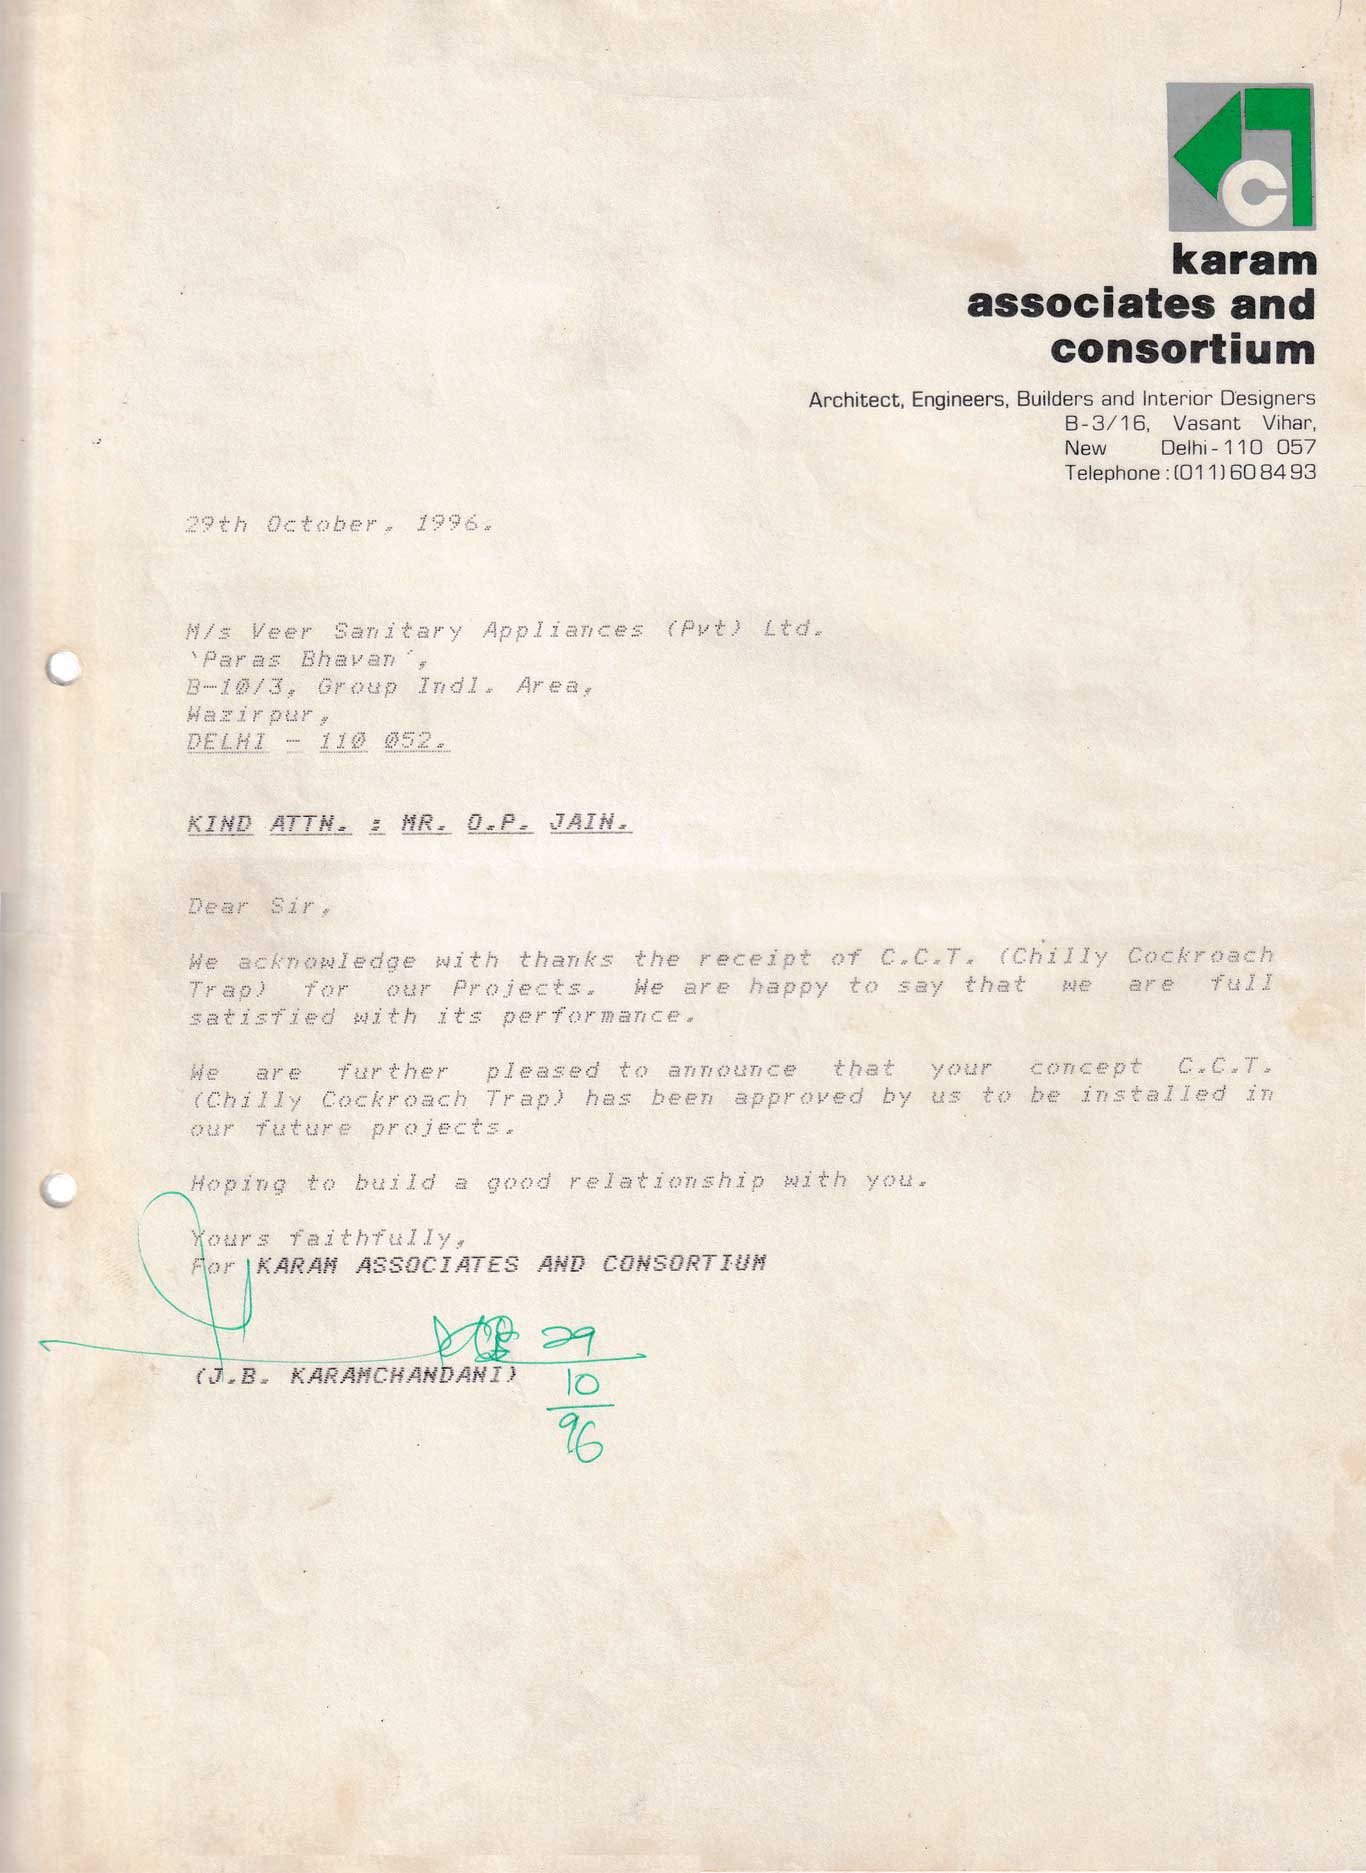 c
karam
associates and
consortium
Architect, Engineers, Builders and Interior Designers
B-3/16, Vasant Vihar,
New Delhi-110 057
Telephone:(011)608493
29th October, 1996.
M/s Veer Sanitary Appliances (Pvt) Ltd.
`Paras Bhavan´,
B-10/3, Group Indl. Area,
Wazirpur,
DELHI - 110 052.
KIND ATTN. : MR. O.P. JAIN.
Dear Sir,
We acknowledge with thanks the receipt of C.C.T. (Chilly Cockroach
Trap) for our Projects. We are happy to say that we are full
satisfied with its performance.
We are further pleased to announce that your concept C.C.T.
(Chilly Cockroach Trap) has been approved by us to be installed in
our future projects.
Hoping to build a good relationship with you.
Yours faithfully,
For KARAM ASSOCIATES AND CONSORTIUM
29
(J.B. KARAMCHANDANI)
10
96